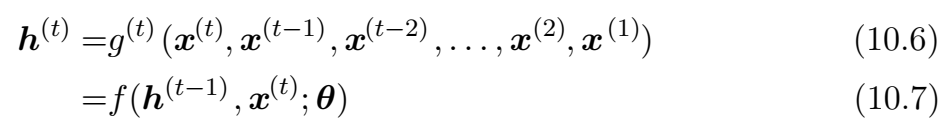 h^{(t)} =g^{(t)}(x^{(t)}, x^{(t−1)}, x^{(t−2)}, . . . , x^{(2)}, x^{(1)}) (10.6)
=f(h^{(t−1)}, x^{(t)}; θ) (10.7)